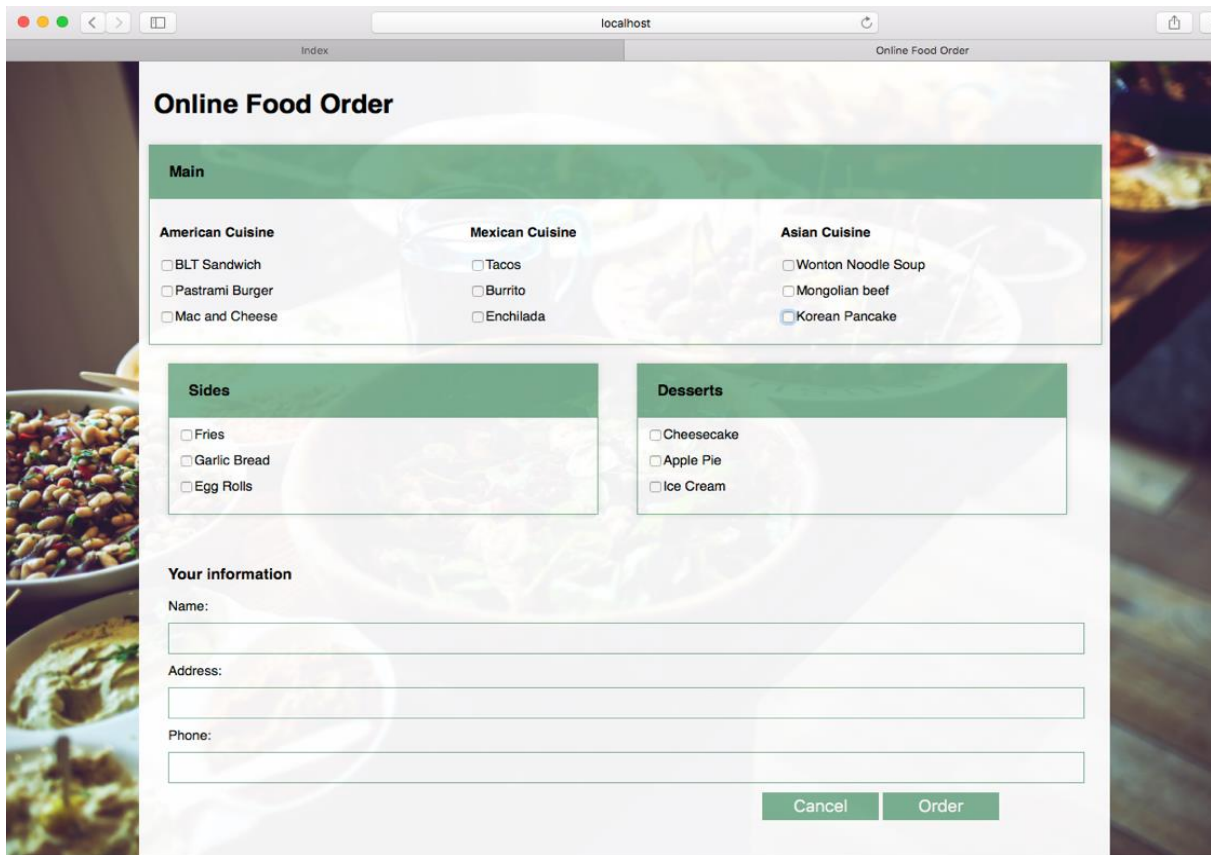 localhost
Index Online Food Order
Online Food Order
Main
American Cuisine Mexican Cuisine Asian Cuisine
BLT Sandwich Tacos Wonton Noodle Soup
Pastrami Burger Burrito Mongolian beef
Mac and Cheese Enchilada Korean Pancake
Sides Desserts
Fries Cheesecake
Garlic Bread Apple Pie
Egg Rolls Ice Cream
Your information
Name:
Address:
Phone:
Cancel Order